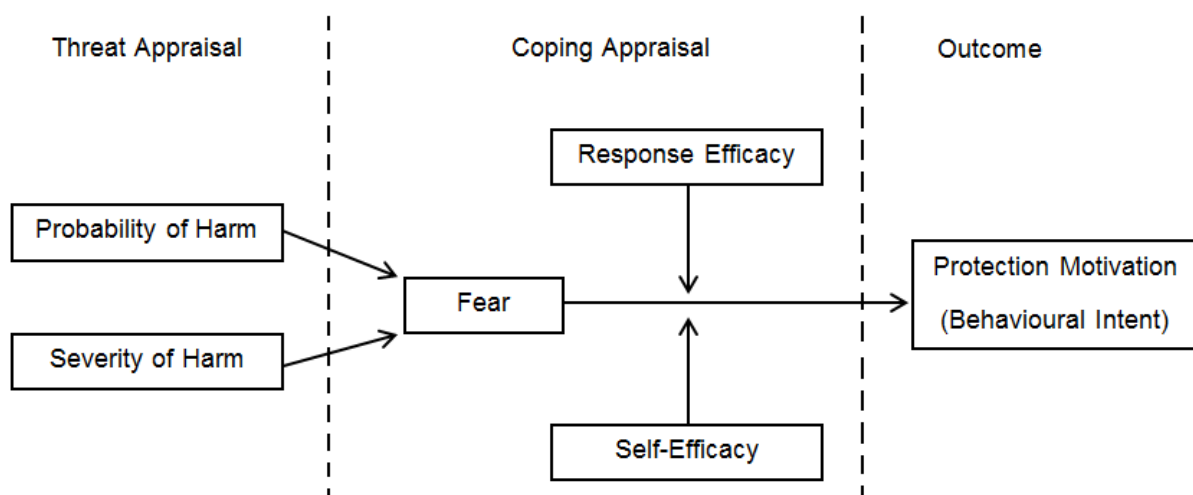 Threat Appraisal
Coping Appraisal
Outcome
Response Efficacy
Probability of Harm
Fear
Protection Motivation
(Behavioural Intent)
Severity of Harm
Self-Efficacy